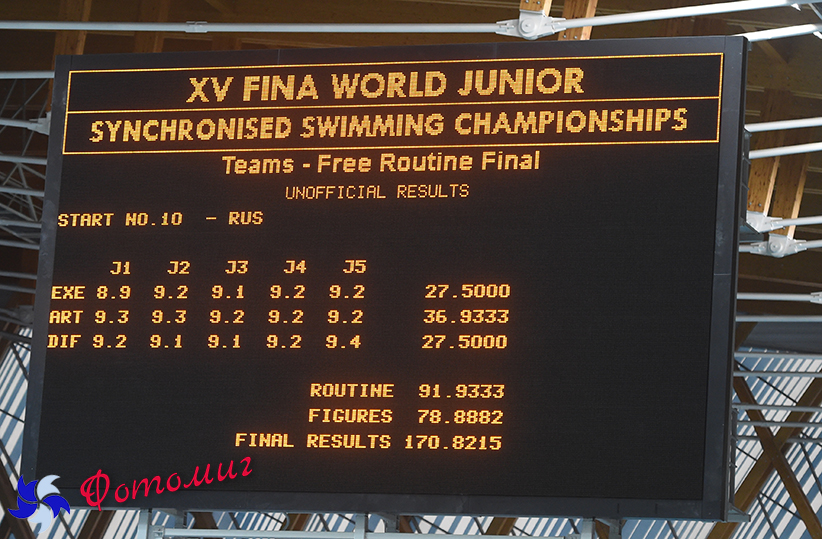 XV FINA WORLD JUNIOR
SYNCHRONISED SWIMMING CHAMPIONSHIPS
Teams - Free Routine Final
UNOFFICIAL RESULTS
START NO.10 - RUS
J1 J2 J3 J4 J5
EXE 8.9 9.2 9.1 9.2 9.2 27.5000
ART 9.3 9.3 9.2 9.2 9.2 36.9333
DIF 9.2 9.1 9.1 9.2 9.4 27.5000
ROUTINE 91.9333
FIGURES 78.8882
FINAL RESULTS 170.8215
Фотомиг